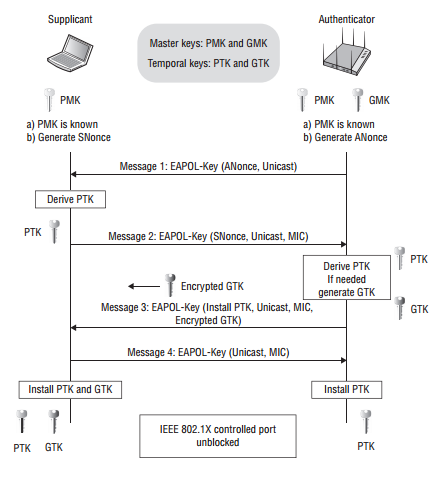 Supplicant
Authenticator
Master keys: PMK and GMK
Temporal keys: PTK and GTK
PMK
PMK
GMK
a) PMK is known
b) Generate SNonce
a) PMK is known
b) Generate ANonce
Message 1: EAPOL-Key (ANonce, Unicast)
Derive PTK
PTK
Message 2: EAPOL-Key (SNonce, Unicast, MIC)
Derive PTK
If needed
generate GTK
PTK
Encrypted GTK
GTK
Message 3: EAPOL-Key (Install PTK, Unicast, MIC,
Encrypted GTK)
Message 4: EAPOL-Key (Unicast, MIC)
Install PTK and GTK
Install PTK
IEEE 802.1X controlled port
unblocked
PTK
GTK
PTK